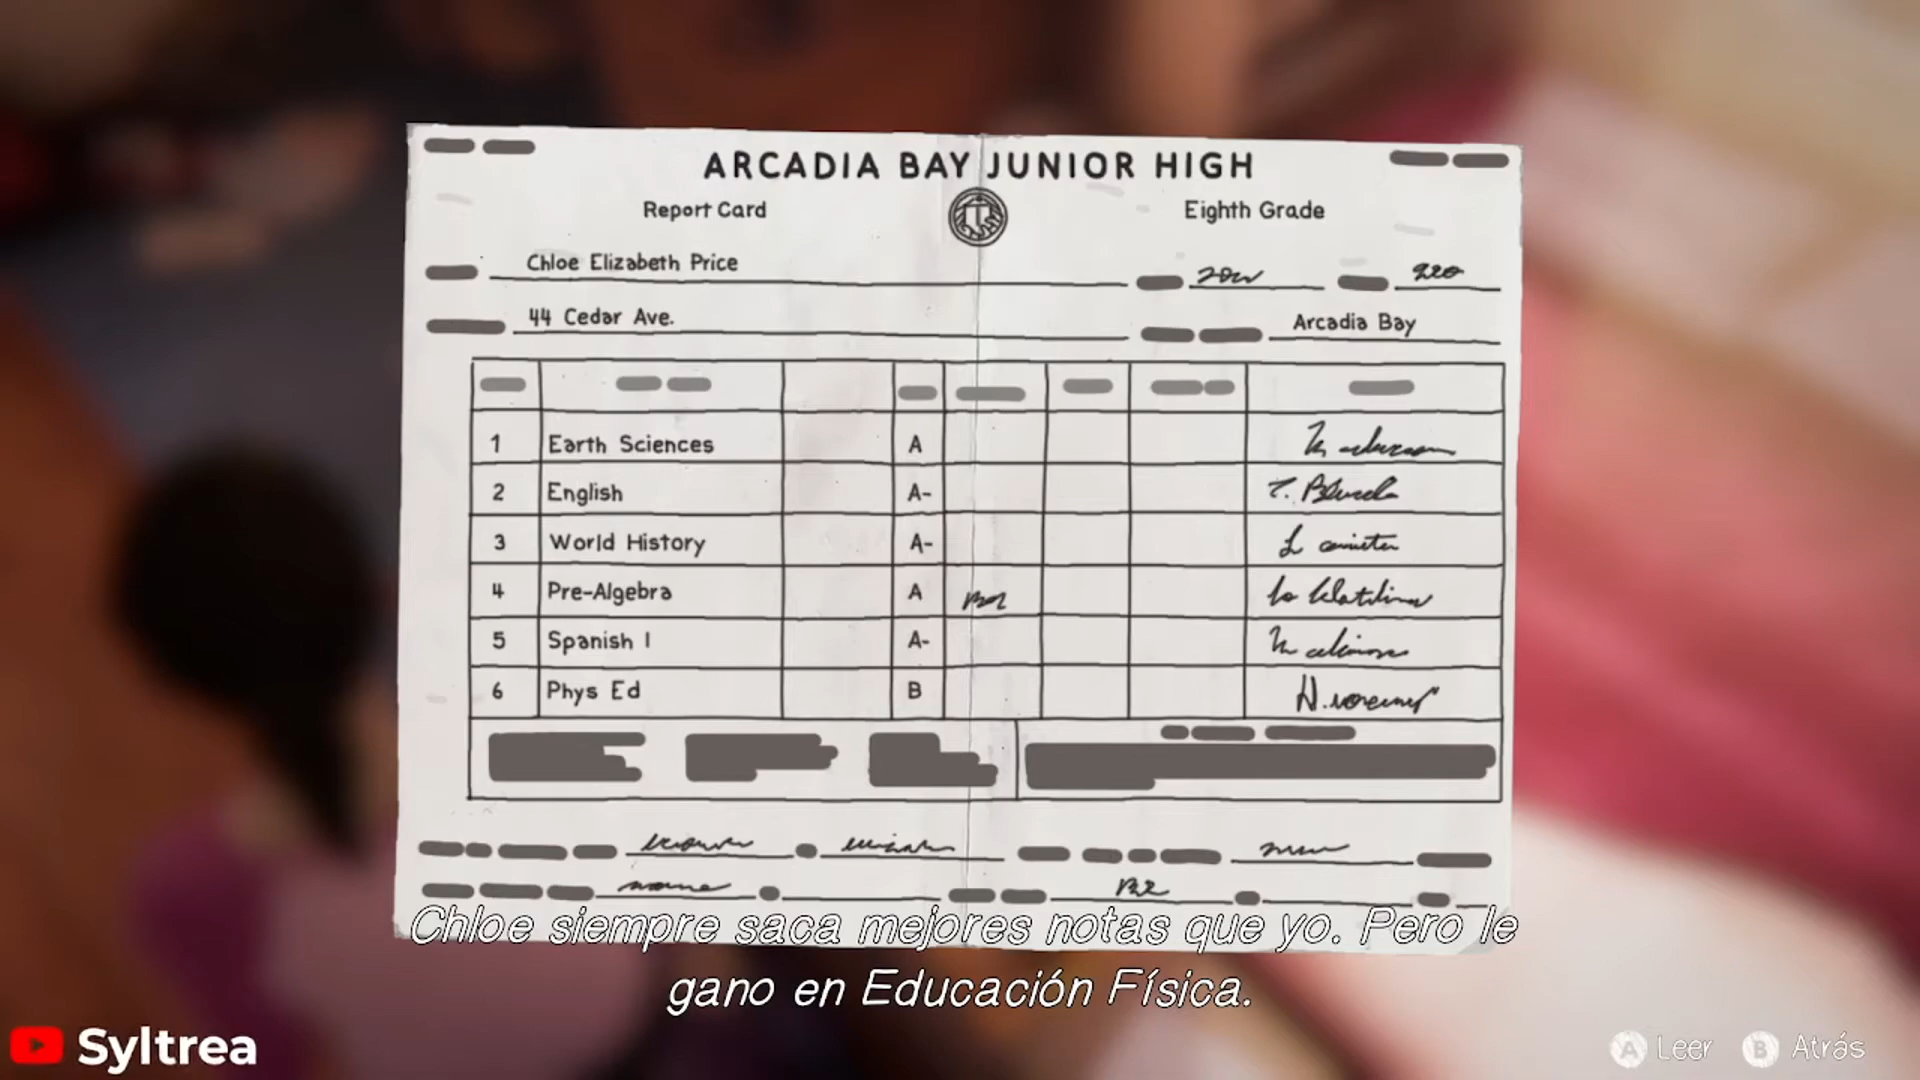 ARCADIA BAY JUNIOR HIGH
Report Card
Eighth Grade
Chloe Elizabeth Price
44 Cedar Ave.
Arcadia Bay
1 Earth Sciences A
2 English A-
3 World History A-
4 Pre-Algebra A
5 Spanish I A-
6 Phys Ed B
Chloe siempre saca mejores notas que yo. Pero le
gano en Educación Física.
Syltrea
A Leer B Atrás